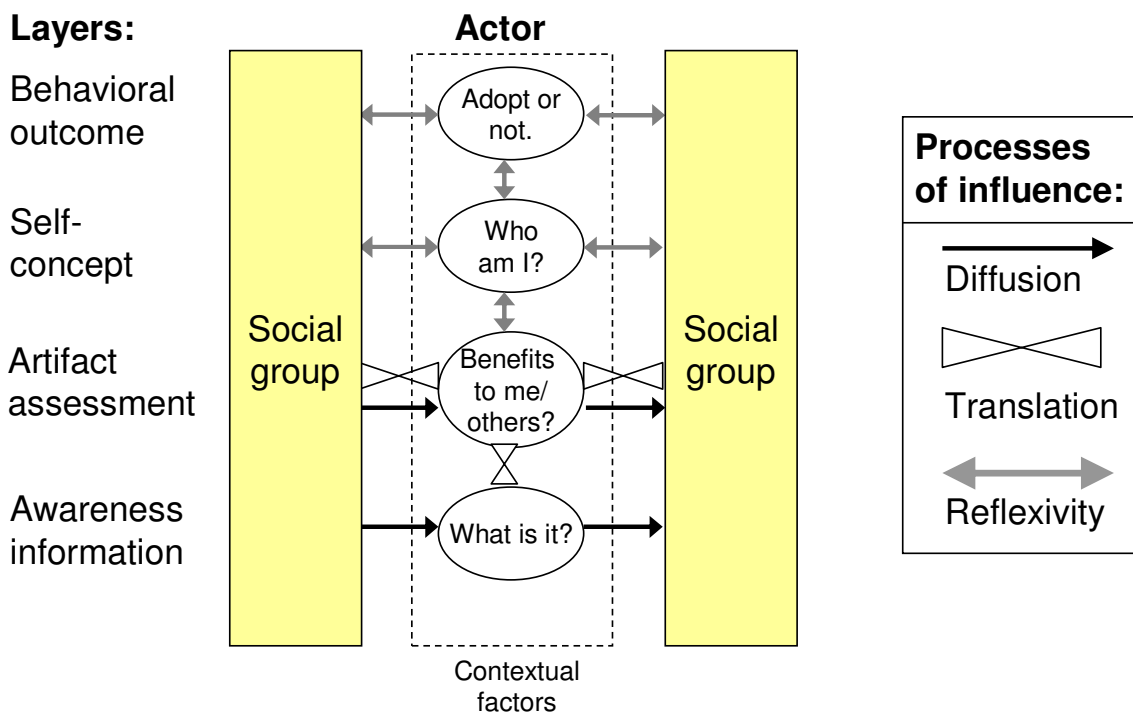 Layers:
Actor
Behavioral
outcome
Adopt or
not.
Self-
concept
Who
am I?
Social
group
Social
group
Artifact
assessment
Benefits
to me/
others?
Awareness
information
What is it?
Contextual
factors
Processes
of influence:
Diffusion
Translation
Reflexivity